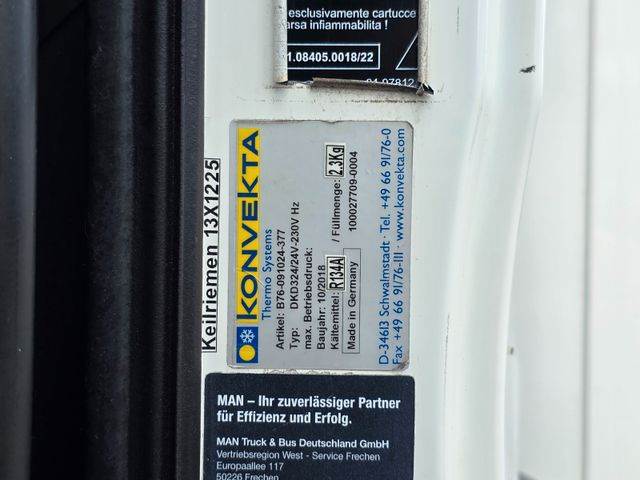 esclusivamente cartucce
arsa infiammabilita !
1.08405.0018/22
Keilriemen 13X1225
KONVEKTA
Thermo Systems
Artikel: B76-091024-377
Typ: DKD324/24V-230V Hz
max. Betriebsdruck:
Baujahr: 10/2018
Kältemittel: R134A / Füllmenge: 2.3Kg
Made in Germany 100027709-0004
D-34613 Schwalmstadt · Tel. +49 66 91/76-0
Fax +49 66 91/76-111 · www.konvekta.com
MAN – Ihr zuverlässiger Partner
für Effizienz und Erfolg.
MAN Truck & Bus Deutschland GmbH
Vertriebsregion West - Service Frechen
Europaallee 117
50226 Frechen